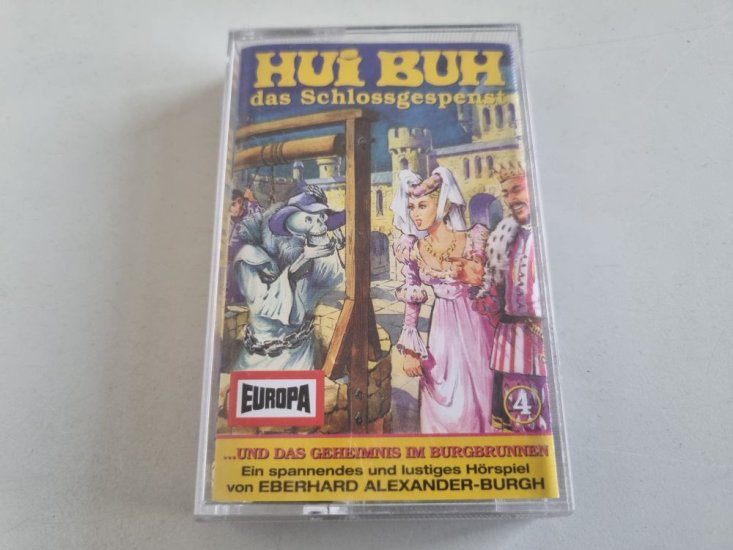 HUi BUH
das Schlossgespenst
EUROPA
4
...UND DAS GEHEIMNIS IM BURGBRUNNEN
Ein spannendes und lustiges Hörspiel
von EBERHARD ALEXANDER-BURGH